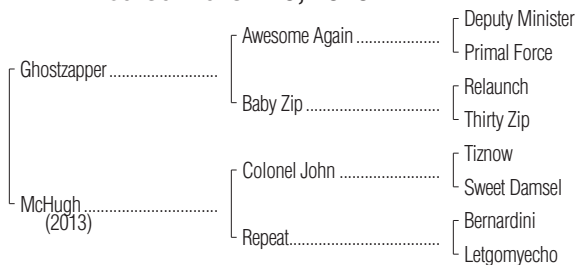 Deputy Minister
Awesome Again
Primal Force
Ghostzapper
Relaunch
Baby Zip
Thirty Zip
Tiznow
Colonel John
Sweet Damsel
McHugh
(2013)
Bernardini
Repeat
Letgomyecho